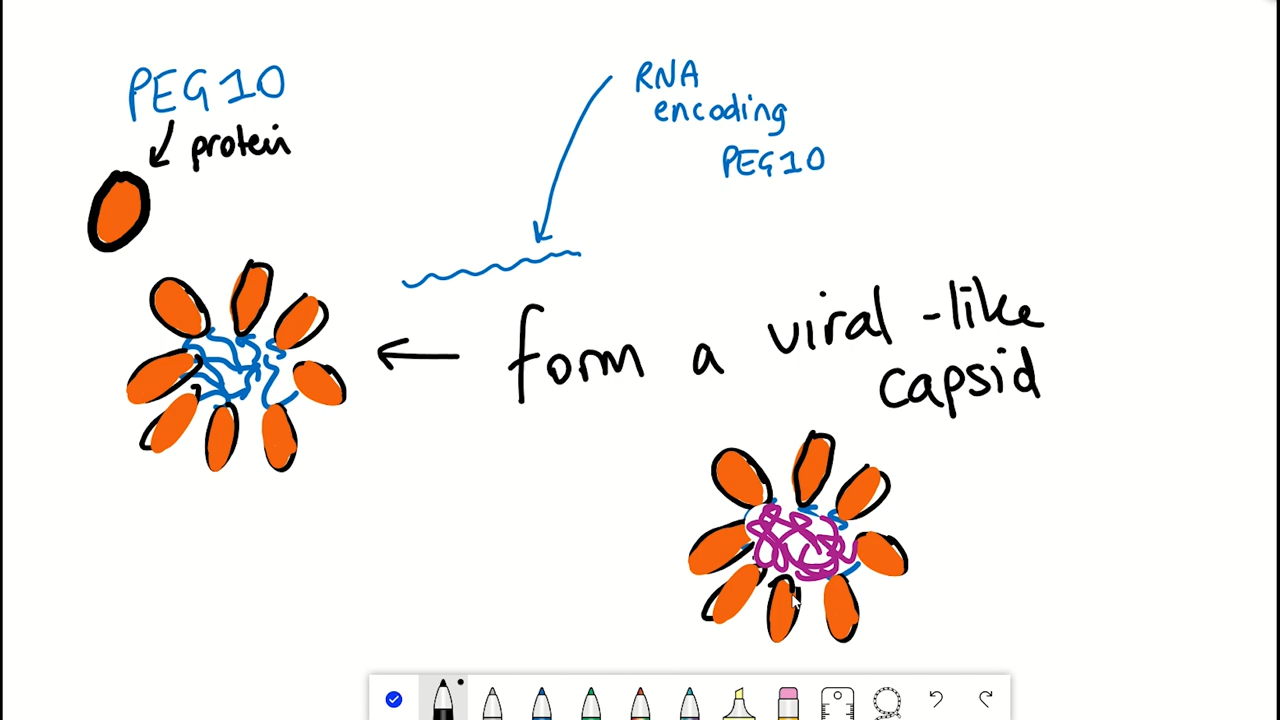 PEG10
protein
RNA
encoding
PEG10
form a viral-like
capsid